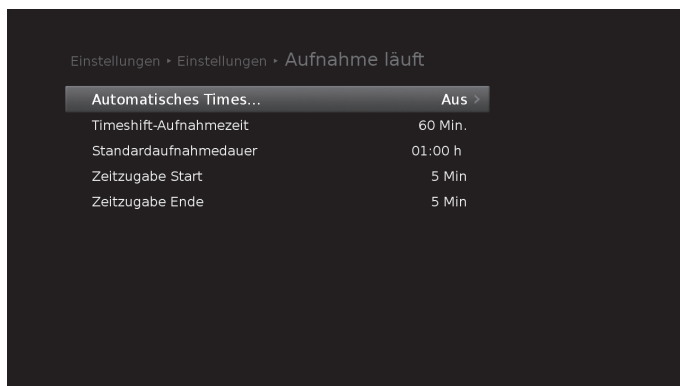 Einstellungen ‣ Einstellungen ‣ Aufnahme läuft
Automatisches Times... Aus >
Timeshift-Aufnahmezeit 60 Min.
Standardaufnahmedauer 01:00 h
Zeitzugabe Start 5 Min
Zeitzugabe Ende 5 Min